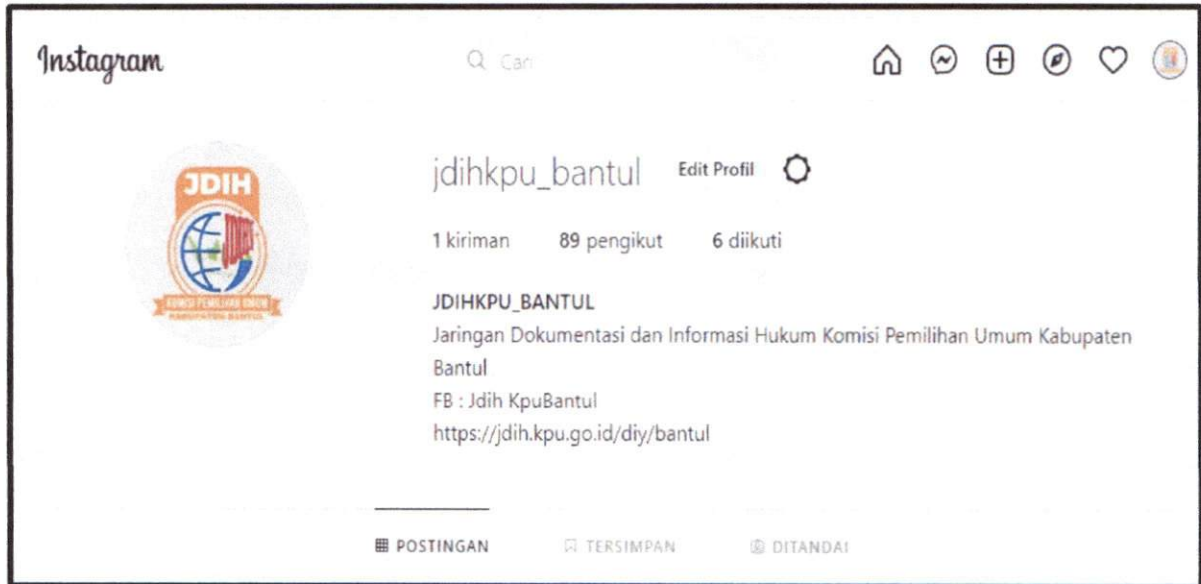 Instagram
Cari
jdihkpu_bantul Edit Profil
1 kiriman 89 pengikut 6 diikuti
JDIHKPU_BANTUL
Jaringan Dokumentasi dan Informasi Hukum Komisi Pemilihan Umum Kabupaten
Bantul
FB : Jdih KpuBantul
https://jdih.kpu.go.id/diy/bantul
JDIH
KOMISI PEMILIHAN UMUM
KABUPATEN BANTUL
POSTINGAN TERSIMPAN DITANDAI